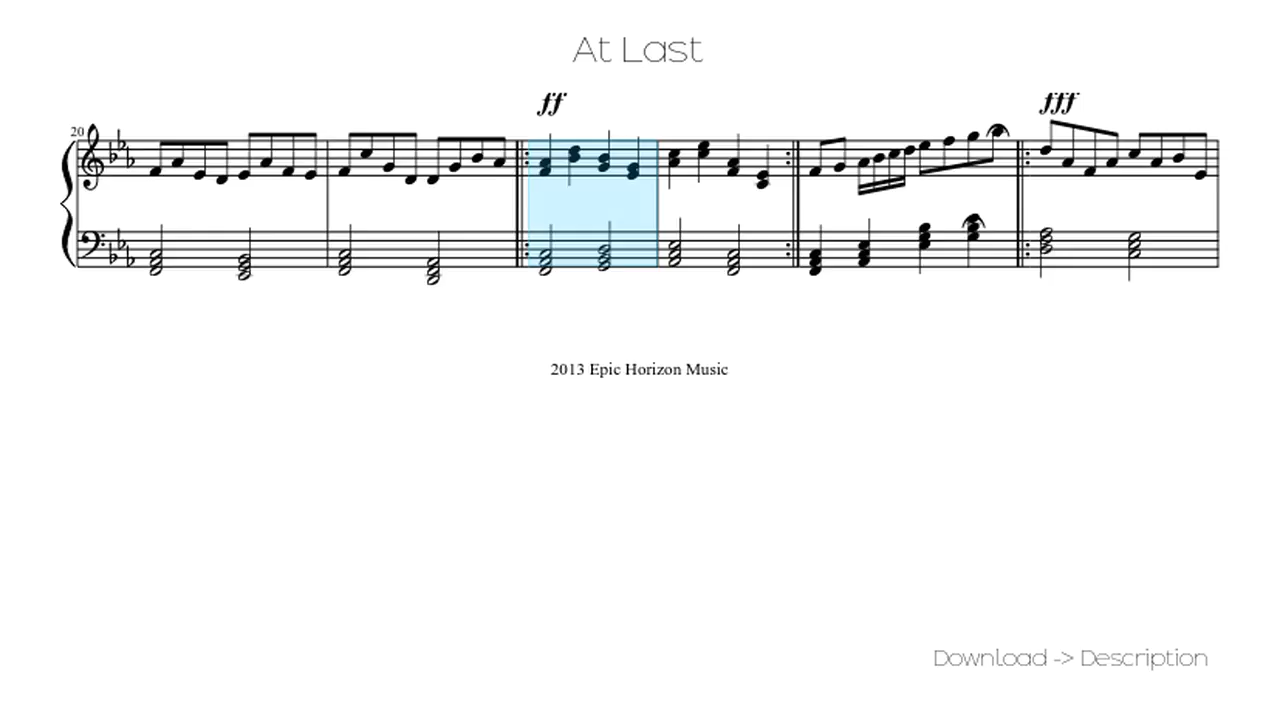 At Last
ff
fff
20
2013 Epic Horizon Music
Download -> Description